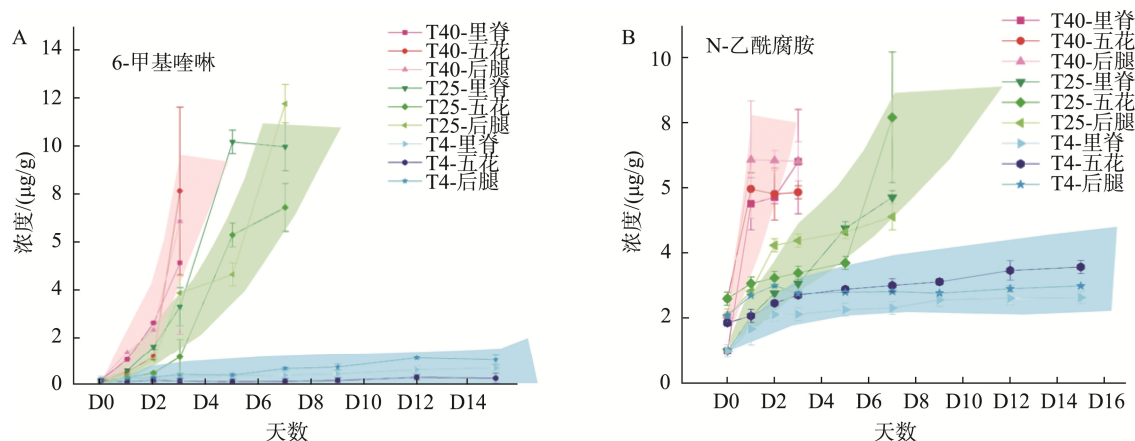 A
6-甲基喹啉
浓度/(μg/g)
14
12
10
8
5
4
2
0
D0 D2 D4 D6 D8 D10 D12 D14
天数
T40-里脊
T40-五花
T40-后腿
T25-里脊
T25-五花
T25-后腿
T4-里脊
T4-五花
T4-后腿
B
N-乙酰腐胺
浓度/(μg/g)
10
8
5
4
2
0
D0 D2 D4 D6 D8 D10 D12 D14 D16
天数
T40-里脊
T40-五花
T40-后腿
T25-里脊
T25-五花
T25-后腿
T4-里脊
T4-五花
T4-后腿